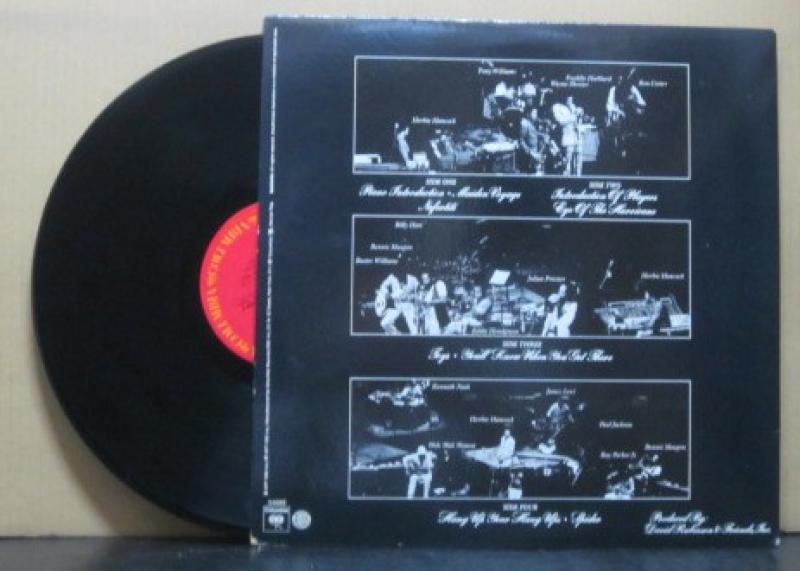 Tony Williams
Freddie Hubbard
Wayne Shorter
Ron Carter
Herbie Hancock
SIDE ONE
Piano Introduction • Maiden Voyage
Nefertiti
SIDE TWO
Introduction Of Players
Eye Of The Hurricane
Billy Hart
Bennie Maupin
Buster Williams
Julian Priester
Herbie Hancock
Eddie Henderson
SIDE THREE
Toys • You'll Know When You Get There
Kenneth Nash
James Levi
Herbie Hancock
Paul Jackson
Wah Wah Watson
Bennie Maupin
Ray Parker Jr.
SIDE FOUR
Hang Up Your Hang Ups • Spider
Produced By:
David Rubinson & Friends, Inc.
COLUMBIA